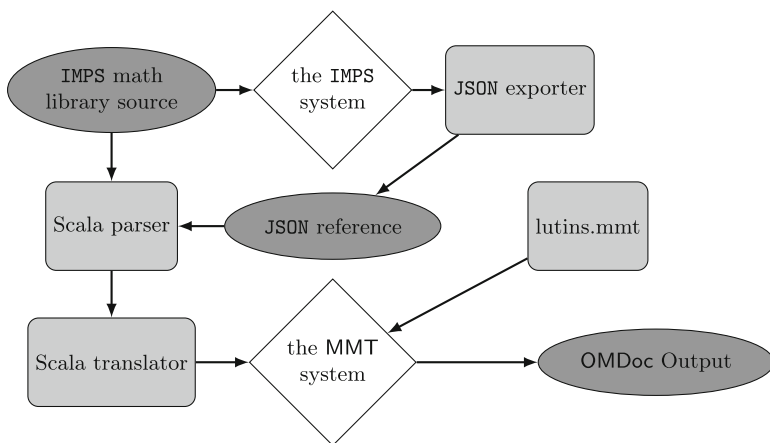 IMPS math
library source
the IMPS
system
JSON exporter
Scala parser
JSON reference
lutins.mmt
Scala translator
the MMT
system
OMDoc Output